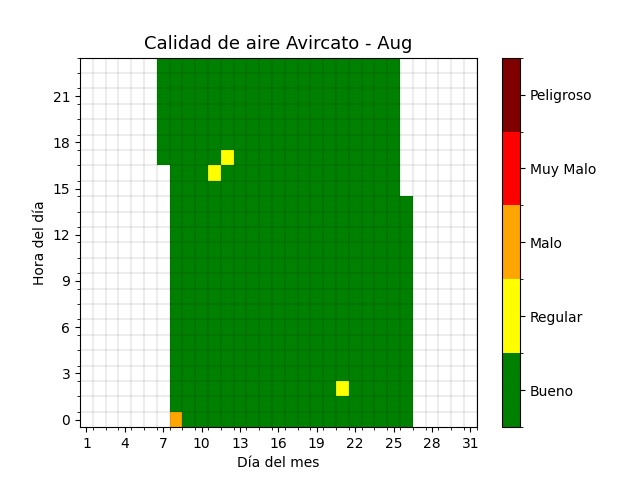 Calidad de aire Avircato - Aug
Hora del día
21
18
15
12
9
6
3
0
1 4 7 10 13 16 19 22 25 28 31
Día del mes
Peligroso
Muy Malo
Malo
Regular
Bueno